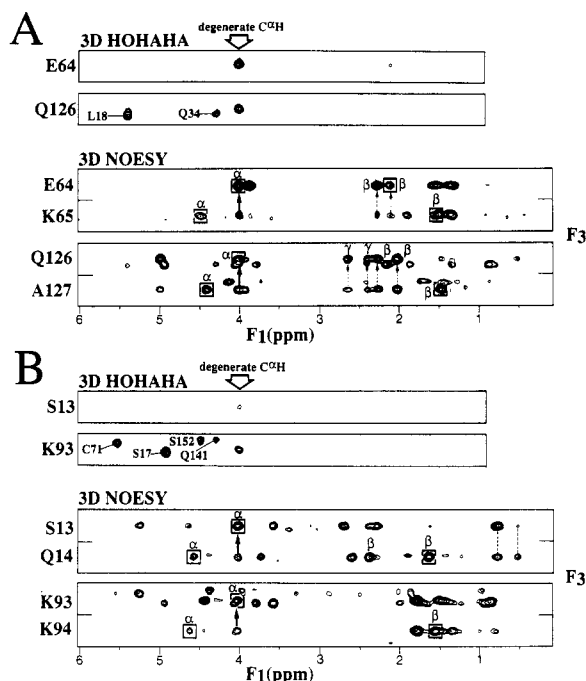 A
degenerate CαH
3D HOHAHA
E64
Q126
L18
Q34
3D NOESY
α
β
β
E64
α
β
K65
F3
α
γ
γ
β
β
Q126
α
β
A127
6 5 4 3 2 1
F1(ppm)
B
degenerate CαH
3D HOHAHA
S13
K93
C71
S17
S152
Q141
3D NOESY
α
S13
α
β
β
Q14
F3
α
K93
α
β
K94
6 5 4 3 2 1
F1(ppm)